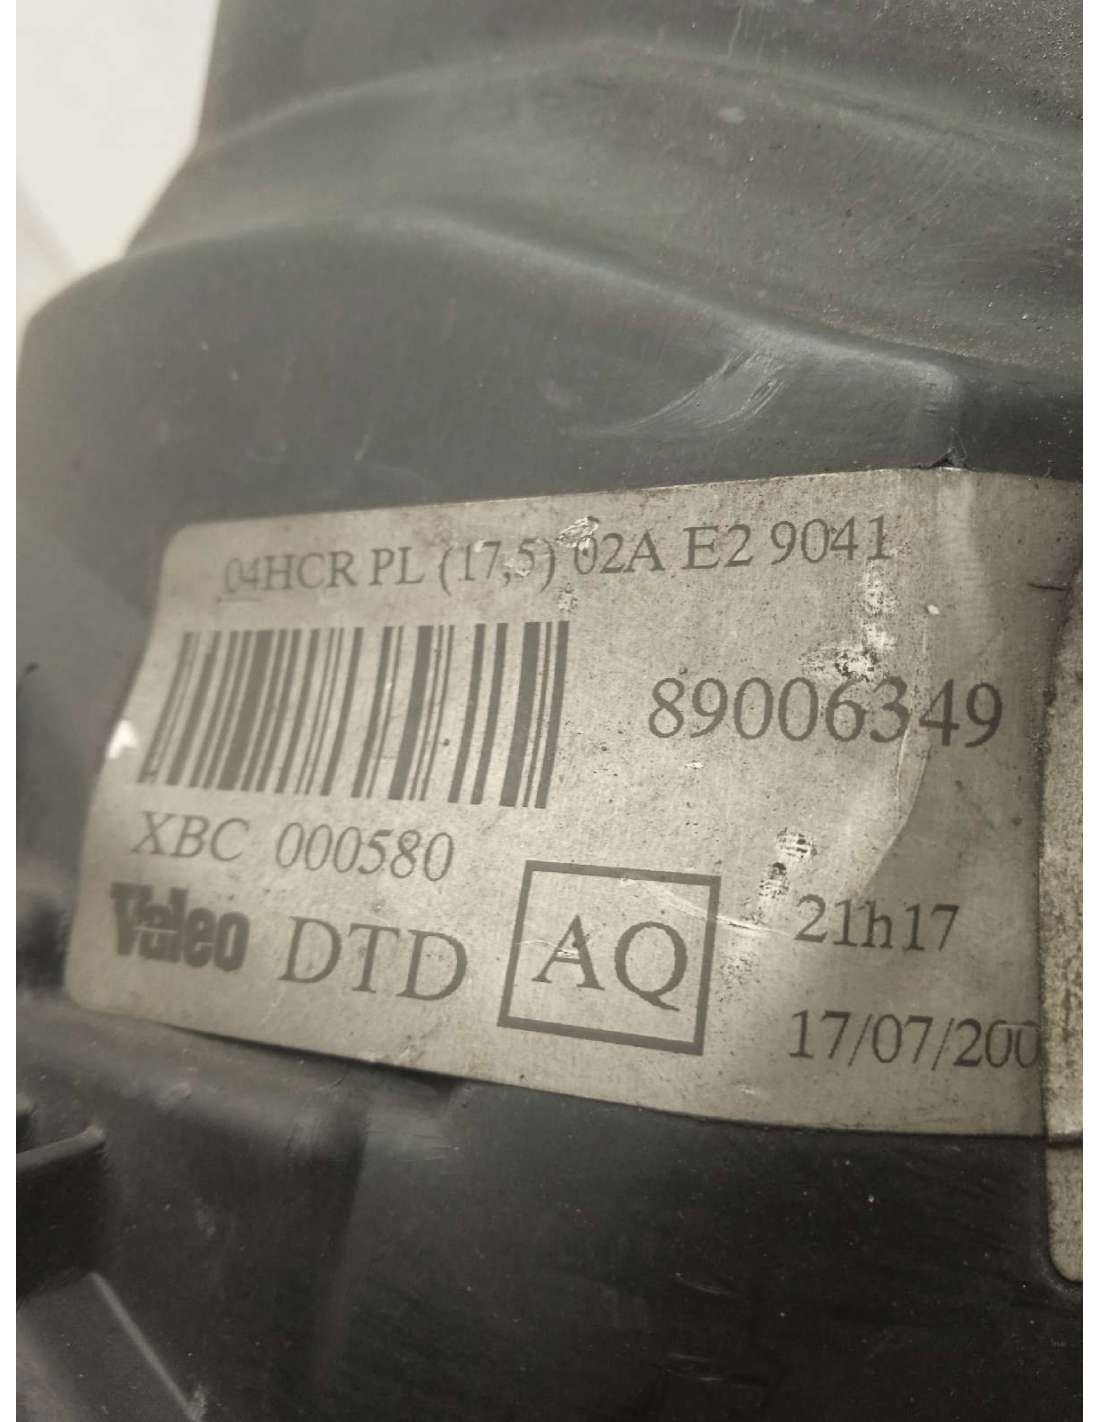 04HCR PL (17,5) 02A E2 9041
89006349
XBC 000580
Valeo DTD AQ
21h17
17/07/200